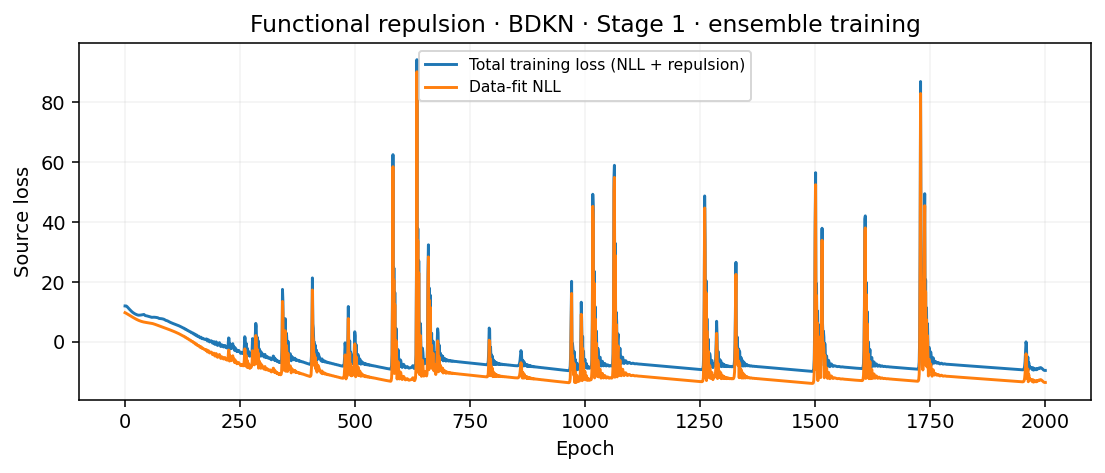 Functional repulsion · BDKN · Stage 1 · ensemble training
Total training loss (NLL + repulsion)
Data-fit NLL
Source loss
80
60
40
20
0
0 250 500 750 1000 1250 1500 1750 2000
Epoch